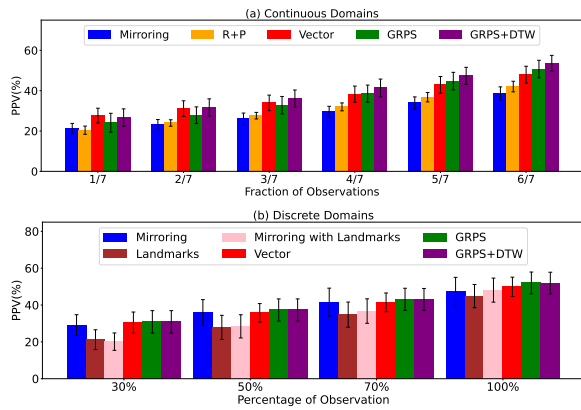 (a) Continuous Domains
Mirroring R+P Vector GRPS GRPS+DTW
PPV(%)
60
40
20
0
1/7 2/7 3/7 4/7 5/7 6/7
Fraction of Observations
(b) Discrete Domains
Mirroring Mirroring with Landmarks GRPS
Landmarks Vector GRPS+DTW
PPV(%)
80
60
40
20
0
30% 50% 70% 100%
Percentage of Observation